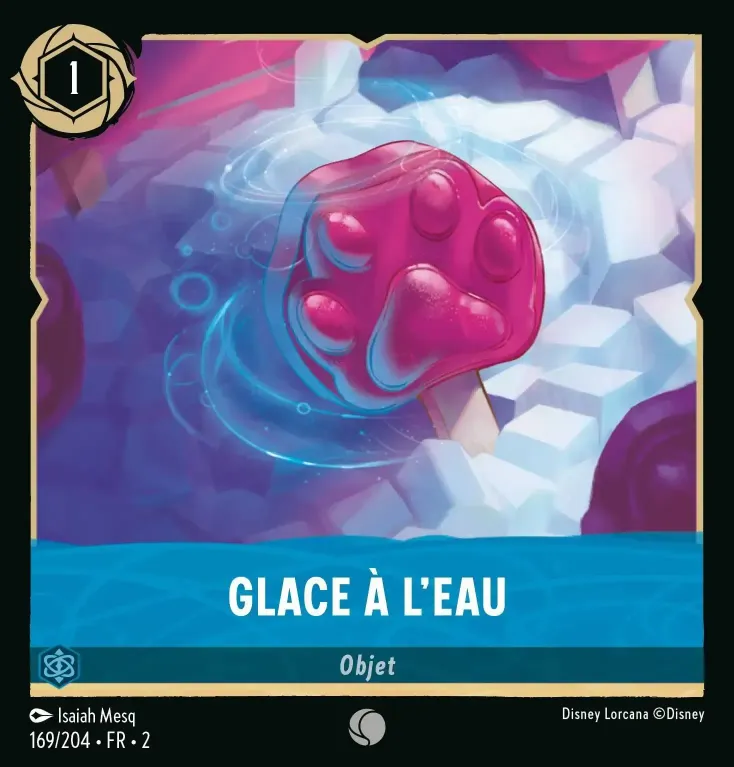 1
GLACE À L'EAU
Objet
Isaiah Mesq
Disney Lorcana ©Disney
169/204 • FR • 2